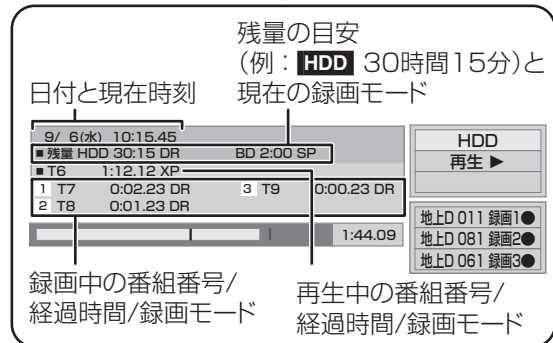 残量の目安
(例:HDD 30時間15分)と
現在の録画モード
日付と現在時刻
9/ 6(水) 10:15.45
■残量 HDD 30:15 DR BD 2:00 SP
■T6 1:12.12 XP
1 T7 0:02.23 DR 3 T9 0:00.23 DR
2 T8 0:01.23 DR
1:44.09
HDD
再生 ▶
地上D 011 録画1●
地上D 081 録画2●
地上D 061 録画3●
録画中の番組番号/
経過時間/録画モード
再生中の番組番号/
経過時間/録画モード